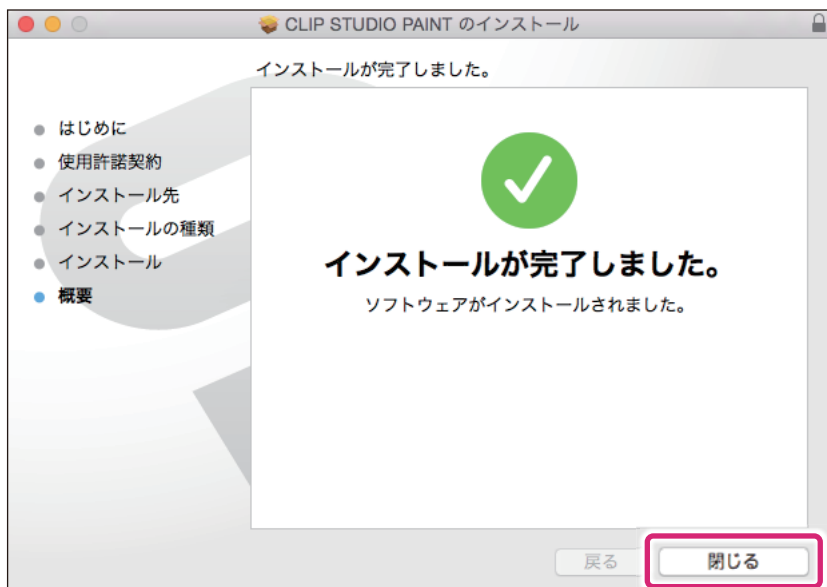 CLIP STUDIO PAINT のインストール
インストールが完了しました。
はじめに
使用許諾契約
インストール先
インストールの種類
インストール
概要
インストールが完了しました。
ソフトウェアがインストールされました。
戻る
閉じる